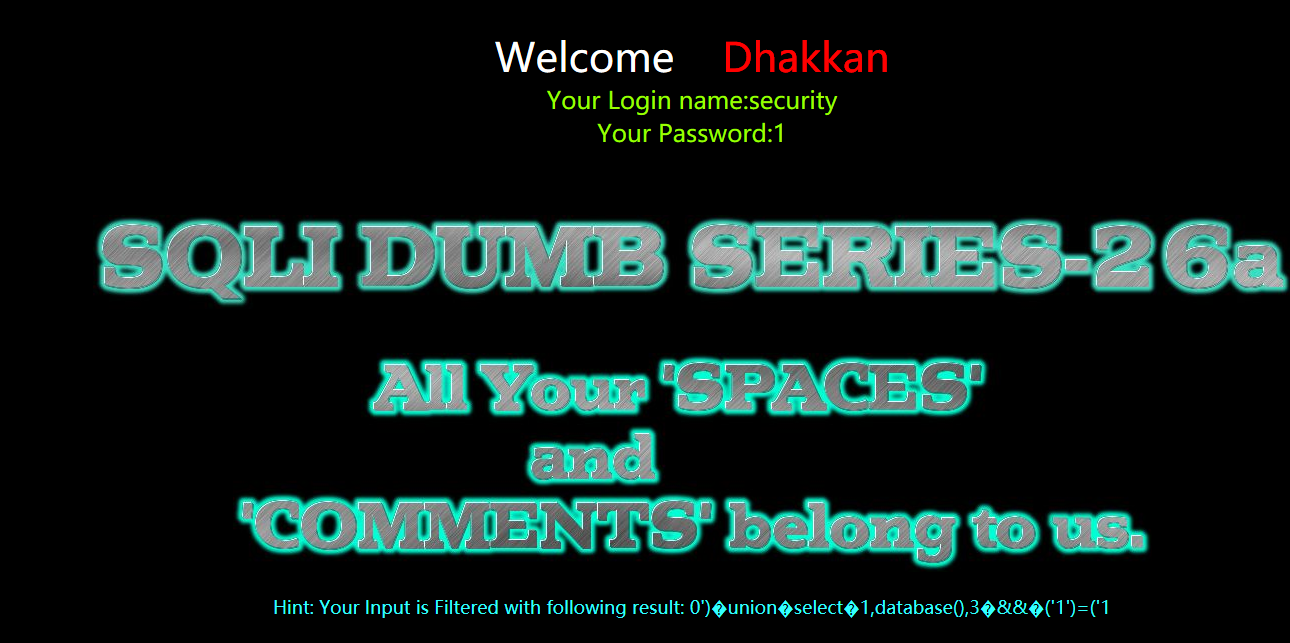 Welcome Dhakkan
Your Login name:security
Your Password:1
SQLI DUMB SERIES-26a
All Your 'SPACES'
and
'COMMENTS' belong to us.
Hint: Your Input is Filtered with following result: 0')�union�select�1,database(),3�&&�('1')=('1